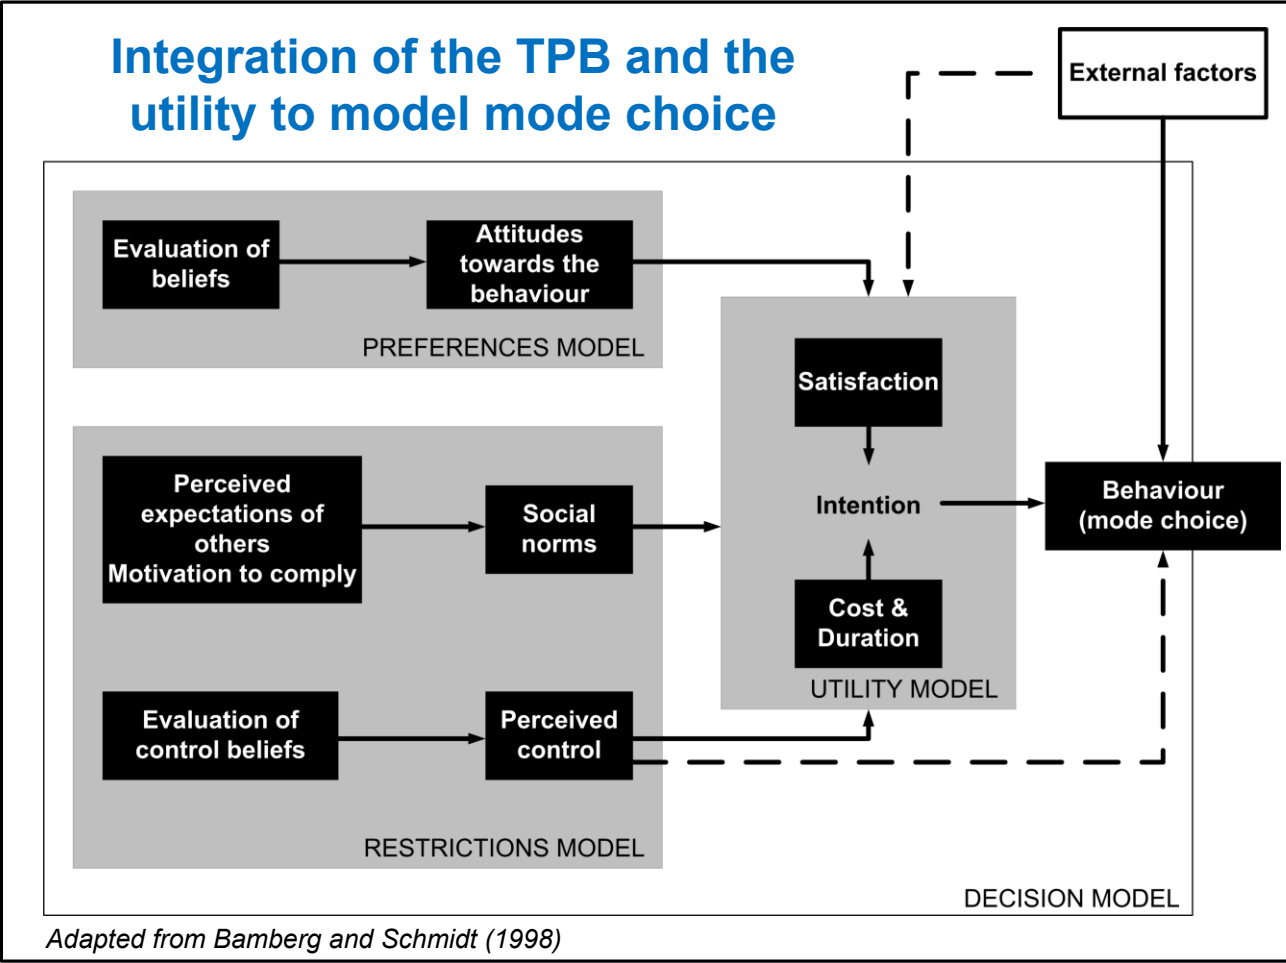 Integration of the TPB and the
utility to model mode choice
External factors
Evaluation of
beliefs
Attitudes
towards the
behaviour
PREFERENCES MODEL
Perceived
expectations of
others
Motivation to comply
Social
norms
Evaluation of
control beliefs
Perceived
control
RESTRICTIONS MODEL
Satisfaction
Intention
Cost &
Duration
UTILITY MODEL
Behaviour
(mode choice)
DECISION MODEL
Adapted from Bamberg and Schmidt (1998)